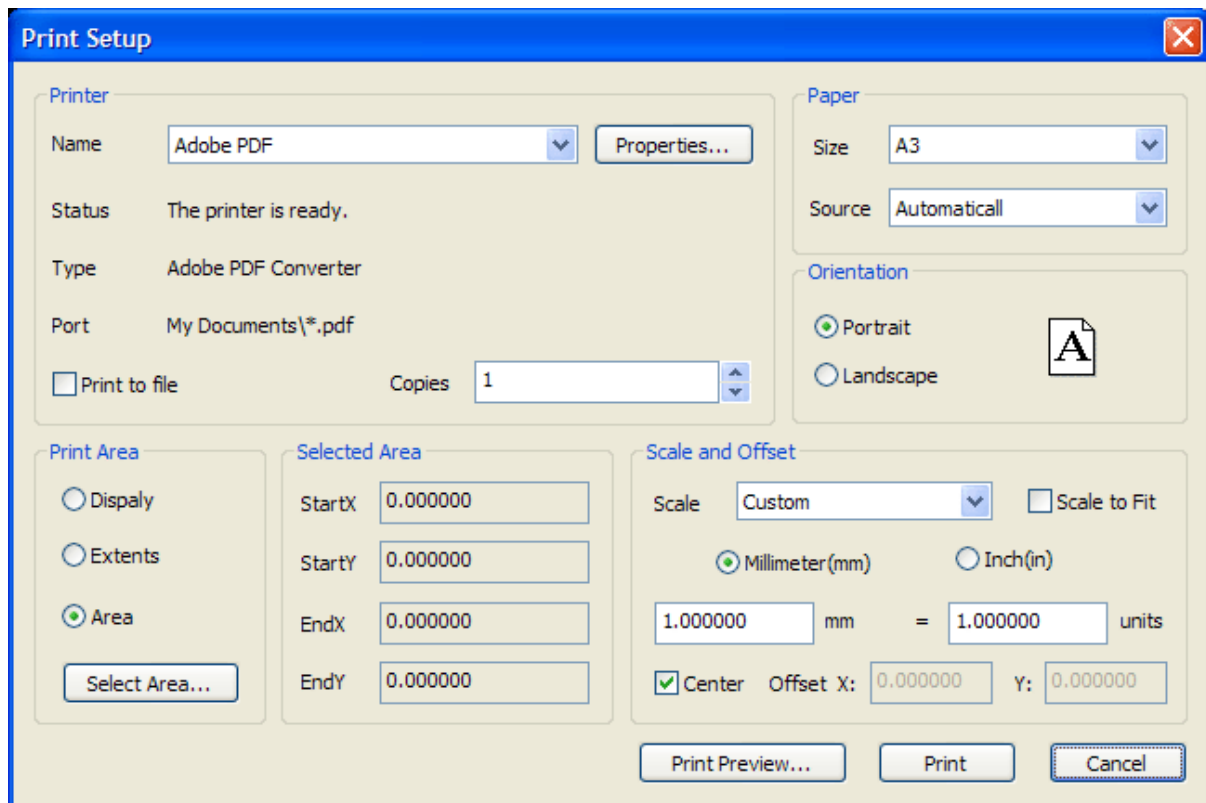 Print Setup
Printer
Name Adobe PDF Properties...
Status The printer is ready.
Type Adobe PDF Converter
Port My Documents\*.pdf
Print to file Copies 1
Paper
Size A3
Source Automaticall
Orientation
Portrait
A
Landscape
Print Area
Dispaly
Extents
Area
Select Area...
Selected Area
StartX 0.000000
StartY 0.000000
EndX 0.000000
EndY 0.000000
Scale and Offset
Scale Custom Scale to Fit
Millimeter(mm) Inch(in)
1.000000 mm = 1.000000 units
Center Offset X: 0.000000 Y: 0.000000
Print Preview... Print Cancel